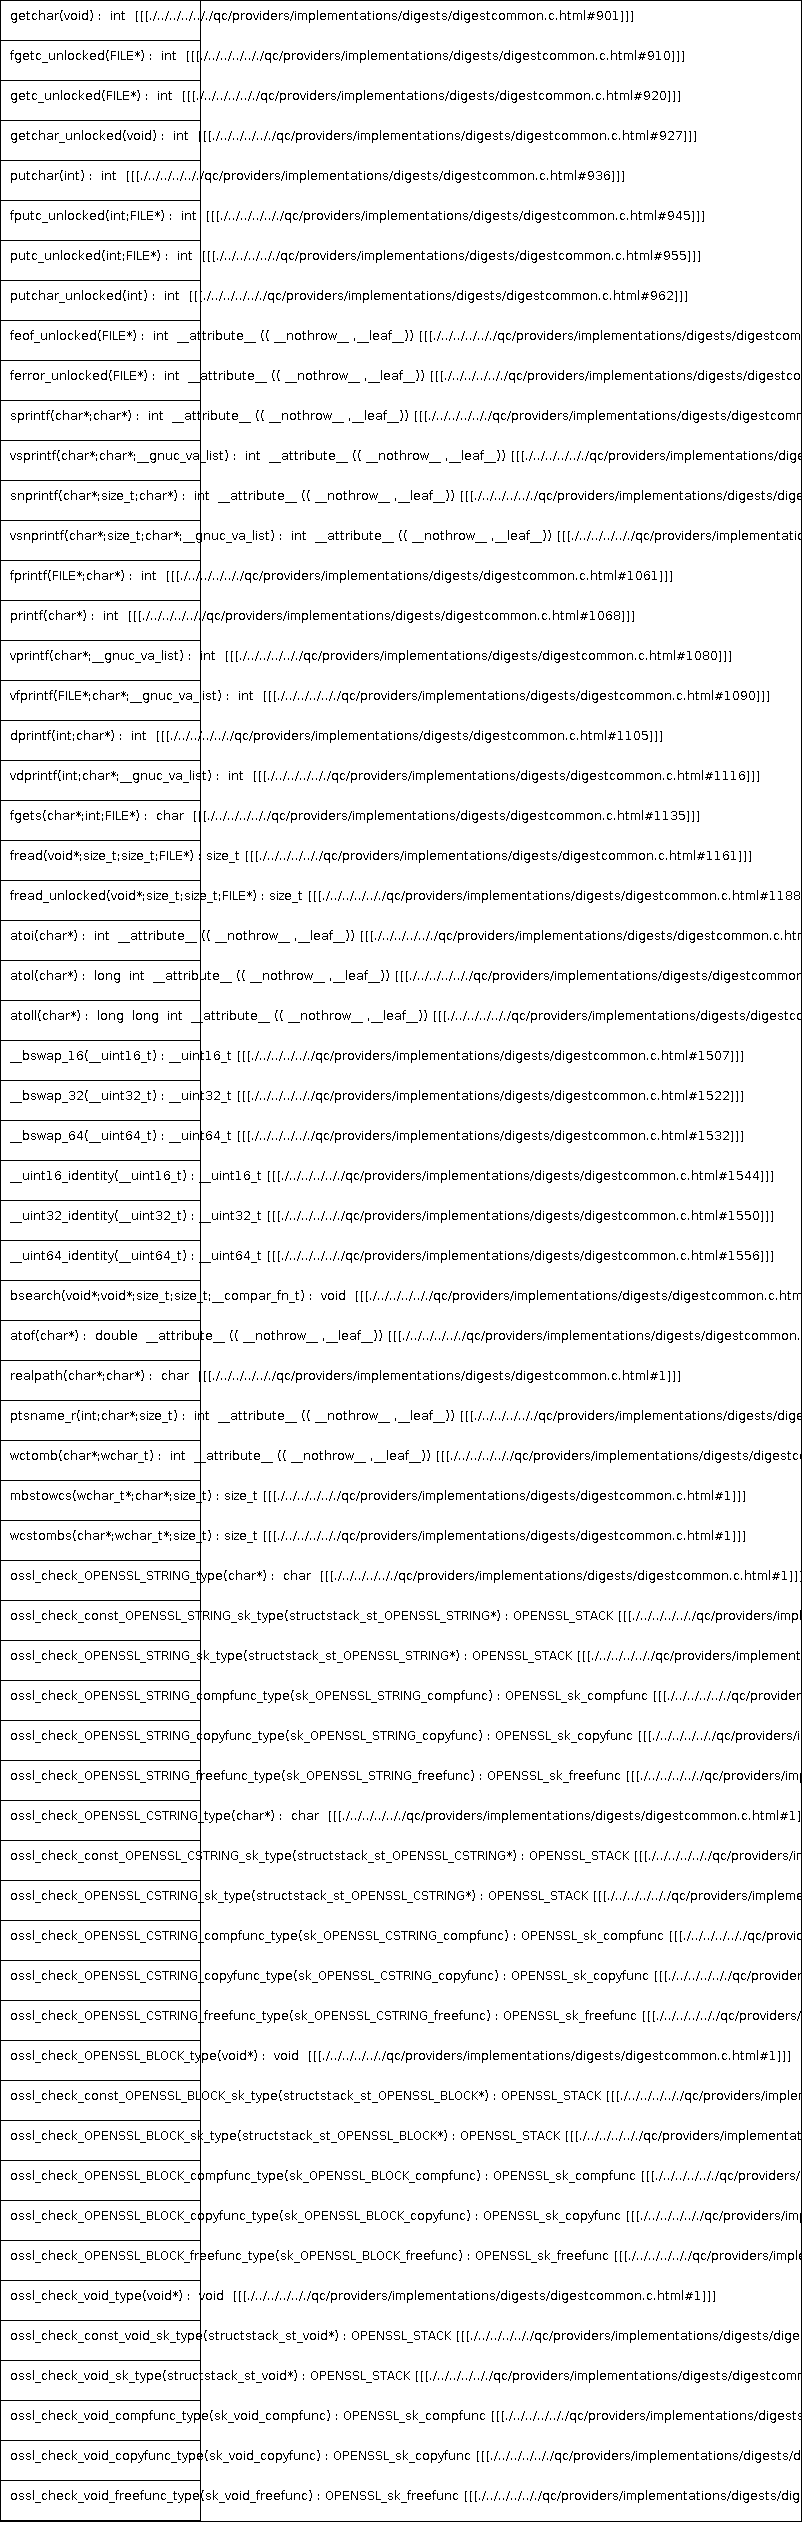 getchar(void) : int [[[./../../../../qc/providers/implementations/digests/digestcommon.c.html#901]]]
fgetc_unlocked(FILE*) : int [[[./../../../../qc/providers/implementations/digests/digestcommon.c.html#910]]]
getc_unlocked(FILE*) : int [[[./../../../../qc/providers/implementations/digests/digestcommon.c.html#920]]]
getchar_unlocked(void) : int [[[./../../../../qc/providers/implementations/digests/digestcommon.c.html#927]]]
putchar(int) : int [[[./../../../../qc/providers/implementations/digests/digestcommon.c.html#936]]]
fputc_unlocked(int;FILE*) : int [[[./../../../../qc/providers/implementations/digests/digestcommon.c.html#945]]]
putc_unlocked(int;FILE*) : int [[[./../../../../qc/providers/implementations/digests/digestcommon.c.html#955]]]
putchar_unlocked(int) : int [[[./../../../../qc/providers/implementations/digests/digestcommon.c.html#962]]]
feof_unlocked(FILE*) : int __attribute__ (( __nothrow__ ,__leaf__)) [[[./../../../../qc/providers/implementations/digests/digestcom
ferror_unlocked(FILE*) : int __attribute__ (( __nothrow__ ,__leaf__)) [[[./../../../../qc/providers/implementations/digests/digestco
sprintf(char*;char*) : int __attribute__ (( __nothrow__ ,__leaf__)) [[[./../../../../qc/providers/implementations/digests/digestcomm
vsprintf(char*;char*;__gnuc_va_list) : int __attribute__ (( __nothrow__ ,__leaf__)) [[[./../../../../qc/providers/implementations/dige
snprintf(char*;size_t;char*) : int __attribute__ (( __nothrow__ ,__leaf__)) [[[./../../../../qc/providers/implementations/digests/dige
vsnprintf(char*;size_t;char*;__gnuc_va_list) : int __attribute__ (( __nothrow__ ,__leaf__)) [[[./../../../../qc/providers/implementatio
fprintf(FILE*;char*) : int [[[./../../../../qc/providers/implementations/digests/digestcommon.c.html#1061]]]
printf(char*) : int [[[./../../../../qc/providers/implementations/digests/digestcommon.c.html#1068]]]
vprintf(char*;__gnuc_va_list) : int [[[./../../../../qc/providers/implementations/digests/digestcommon.c.html#1080]]]
vfprintf(FILE*;char*;__gnuc_va_list) : int [[[./../../../../qc/providers/implementations/digests/digestcommon.c.html#1090]]]
dprintf(int;char*) : int [[[./../../../../qc/providers/implementations/digests/digestcommon.c.html#1105]]]
vdprintf(int;char*;__gnuc_va_list) : int [[[./../../../../qc/providers/implementations/digests/digestcommon.c.html#1116]]]
fgets(char*;int;FILE*) : char [[[./../../../../qc/providers/implementations/digests/digestcommon.c.html#1135]]]
fread(void*;size_t;size_t;FILE*) : size_t [[[./../../../../qc/providers/implementations/digests/digestcommon.c.html#1161]]]
fread_unlocked(void*;size_t;size_t;FILE*) : size_t [[[./../../../../qc/providers/implementations/digests/digestcommon.c.html#1188
atoi(char*) : int __attribute__ (( __nothrow__ ,__leaf__)) [[[./../../../../qc/providers/implementations/digests/digestcommon.c.htm
atol(char*) : long int __attribute__ (( __nothrow__ ,__leaf__)) [[[./../../../../qc/providers/implementations/digests/digestcommon
atoll(char*) : long long int __attribute__ (( __nothrow__ ,__leaf__)) [[[./../../../../qc/providers/implementations/digests/digestco
__bswap_16(__uint16_t) : __uint16_t [[[./../../../../qc/providers/implementations/digests/digestcommon.c.html#1507]]]
__bswap_32(__uint32_t) : __uint32_t [[[./../../../../qc/providers/implementations/digests/digestcommon.c.html#1522]]]
__bswap_64(__uint64_t) : __uint64_t [[[./../../../../qc/providers/implementations/digests/digestcommon.c.html#1532]]]
__uint16_identity(__uint16_t) : __uint16_t [[[./../../../../qc/providers/implementations/digests/digestcommon.c.html#1544]]]
__uint32_identity(__uint32_t) : __uint32_t [[[./../../../../qc/providers/implementations/digests/digestcommon.c.html#1550]]]
__uint64_identity(__uint64_t) : __uint64_t [[[./../../../../qc/providers/implementations/digests/digestcommon.c.html#1556]]]
bsearch(void*;void*;size_t;size_t;__compar_fn_t) : void [[[./../../../../qc/providers/implementations/digests/digestcommon.c.htm
atof(char*) : double __attribute__ (( __nothrow__ ,__leaf__)) [[[./../../../../qc/providers/implementations/digests/digestcommon.
realpath(char*;char*) : char [[[./../../../../qc/providers/implementations/digests/digestcommon.c.html#1]]]
ptsname_r(int;char*;size_t) : int __attribute__ (( __nothrow__ ,__leaf__)) [[[./../../../../qc/providers/implementations/digests/dige
wctomb(char*;wchar_t) : int __attribute__ (( __nothrow__ ,__leaf__)) [[[./../../../../qc/providers/implementations/digests/digestc
mbstowcs(wchar_t*;char*;size_t) : size_t [[[./../../../../qc/providers/implementations/digests/digestcommon.c.html#1]]]
wcstombs(char*;wchar_t*;size_t) : size_t [[[./../../../../qc/providers/implementations/digests/digestcommon.c.html#1]]]
ossl_check_OPENSSL_STRING_type(char*) : char [[[./../../../../qc/providers/implementations/digests/digestcommon.c.html#1]]]
ossl_check_const_OPENSSL_STRING_sk_type(structstack_st_OPENSSL_STRING*) : OPENSSL_STACK [[[./../../../../qc/providers/impl
ossl_check_OPENSSL_STRING_sk_type(structstack_st_OPENSSL_STRING*) : OPENSSL_STACK [[[./../../../../qc/providers/implement
ossl_check_OPENSSL_STRING_compfunc_type(sk_OPENSSL_STRING_compfunc) : OPENSSL_sk_compfunc [[[./../../../../qc/provider
ossl_check_OPENSSL_STRING_copyfunc_type(sk_OPENSSL_STRING_copyfunc) : OPENSSL_sk_copyfunc [[[./../../../../qc/providers/i
ossl_check_OPENSSL_STRING_freefunc_type(sk_OPENSSL_STRING_freefunc) : OPENSSL_sk_freefunc [[[./../../../../qc/providers/imp
ossl_check_OPENSSL_CSTRING_type(char*) : char [[[./../../../../qc/providers/implementations/digests/digestcommon.c.html#1]
ossl_check_const_OPENSSL_CSTRING_sk_type(structstack_st_OPENSSL_CSTRING*) : OPENSSL_STACK [[[./../../../../qc/providers/in
ossl_check_OPENSSL_CSTRING_sk_type(structstack_st_OPENSSL_CSTRING*) : OPENSSL_STACK [[[./../../../../qc/providers/impleme
ossl_check_OPENSSL_CSTRING_compfunc_type(sk_OPENSSL_CSTRING_compfunc) : OPENSSL_sk_compfunc [[[./../../../../qc/provid
ossl_check_OPENSSL_CSTRING_copyfunc_type(sk_OPENSSL_CSTRING_copyfunc) : OPENSSL_sk_copyfunc [[[./../../../../qc/provider
ossl_check_OPENSSL_CSTRING_freefunc_type(sk_OPENSSL_CSTRING_freefunc) : OPENSSL_sk_freefunc [[[./../../../../qc/providers/
ossl_check_OPENSSL_BLOCK_type(void*) : void [[[./../../../../qc/providers/implementations/digests/digestcommon.c.html#1]]]
ossl_check_const_OPENSSL_BLOCK_sk_type(structstack_st_OPENSSL_BLOCK*) : OPENSSL_STACK [[[./../../../../qc/providers/implem
ossl_check_OPENSSL_BLOCK_sk_type(structstack_st_OPENSSL_BLOCK*) : OPENSSL_STACK [[[./../../../../qc/providers/implementat
ossl_check_OPENSSL_BLOCK_compfunc_type(sk_OPENSSL_BLOCK_compfunc) : OPENSSL_sk_compfunc [[[./../../../../qc/providers/
ossl_check_OPENSSL_BLOCK_copyfunc_type(sk_OPENSSL_BLOCK_copyfunc) : OPENSSL_sk_copyfunc [[[./../../../../qc/providers/imp
ossl_check_OPENSSL_BLOCK_freefunc_type(sk_OPENSSL_BLOCK_freefunc) : OPENSSL_sk_freefunc [[[./../../../../qc/providers/imple
ossl_check_void_type(void*) : void [[[./../../../../qc/providers/implementations/digests/digestcommon.c.html#1]]]
ossl_check_const_void_sk_type(structstack_st_void*) : OPENSSL_STACK [[[./../../../../qc/providers/implementations/digests/dige
ossl_check_void_sk_type(structstack_st_void*) : OPENSSL_STACK [[[./../../../../qc/providers/implementations/digests/digestcomm
ossl_check_void_compfunc_type(sk_void_compfunc) : OPENSSL_sk_compfunc [[[./../../../../qc/providers/implementations/digests
ossl_check_void_copyfunc_type(sk_void_copyfunc) : OPENSSL_sk_copyfunc [[[./../../../../qc/providers/implementations/digests/d
ossl_check_void_freefunc_type(sk_void_freefunc) : OPENSSL_sk_freefunc [[[./../../../../qc/providers/implementations/digests/dig